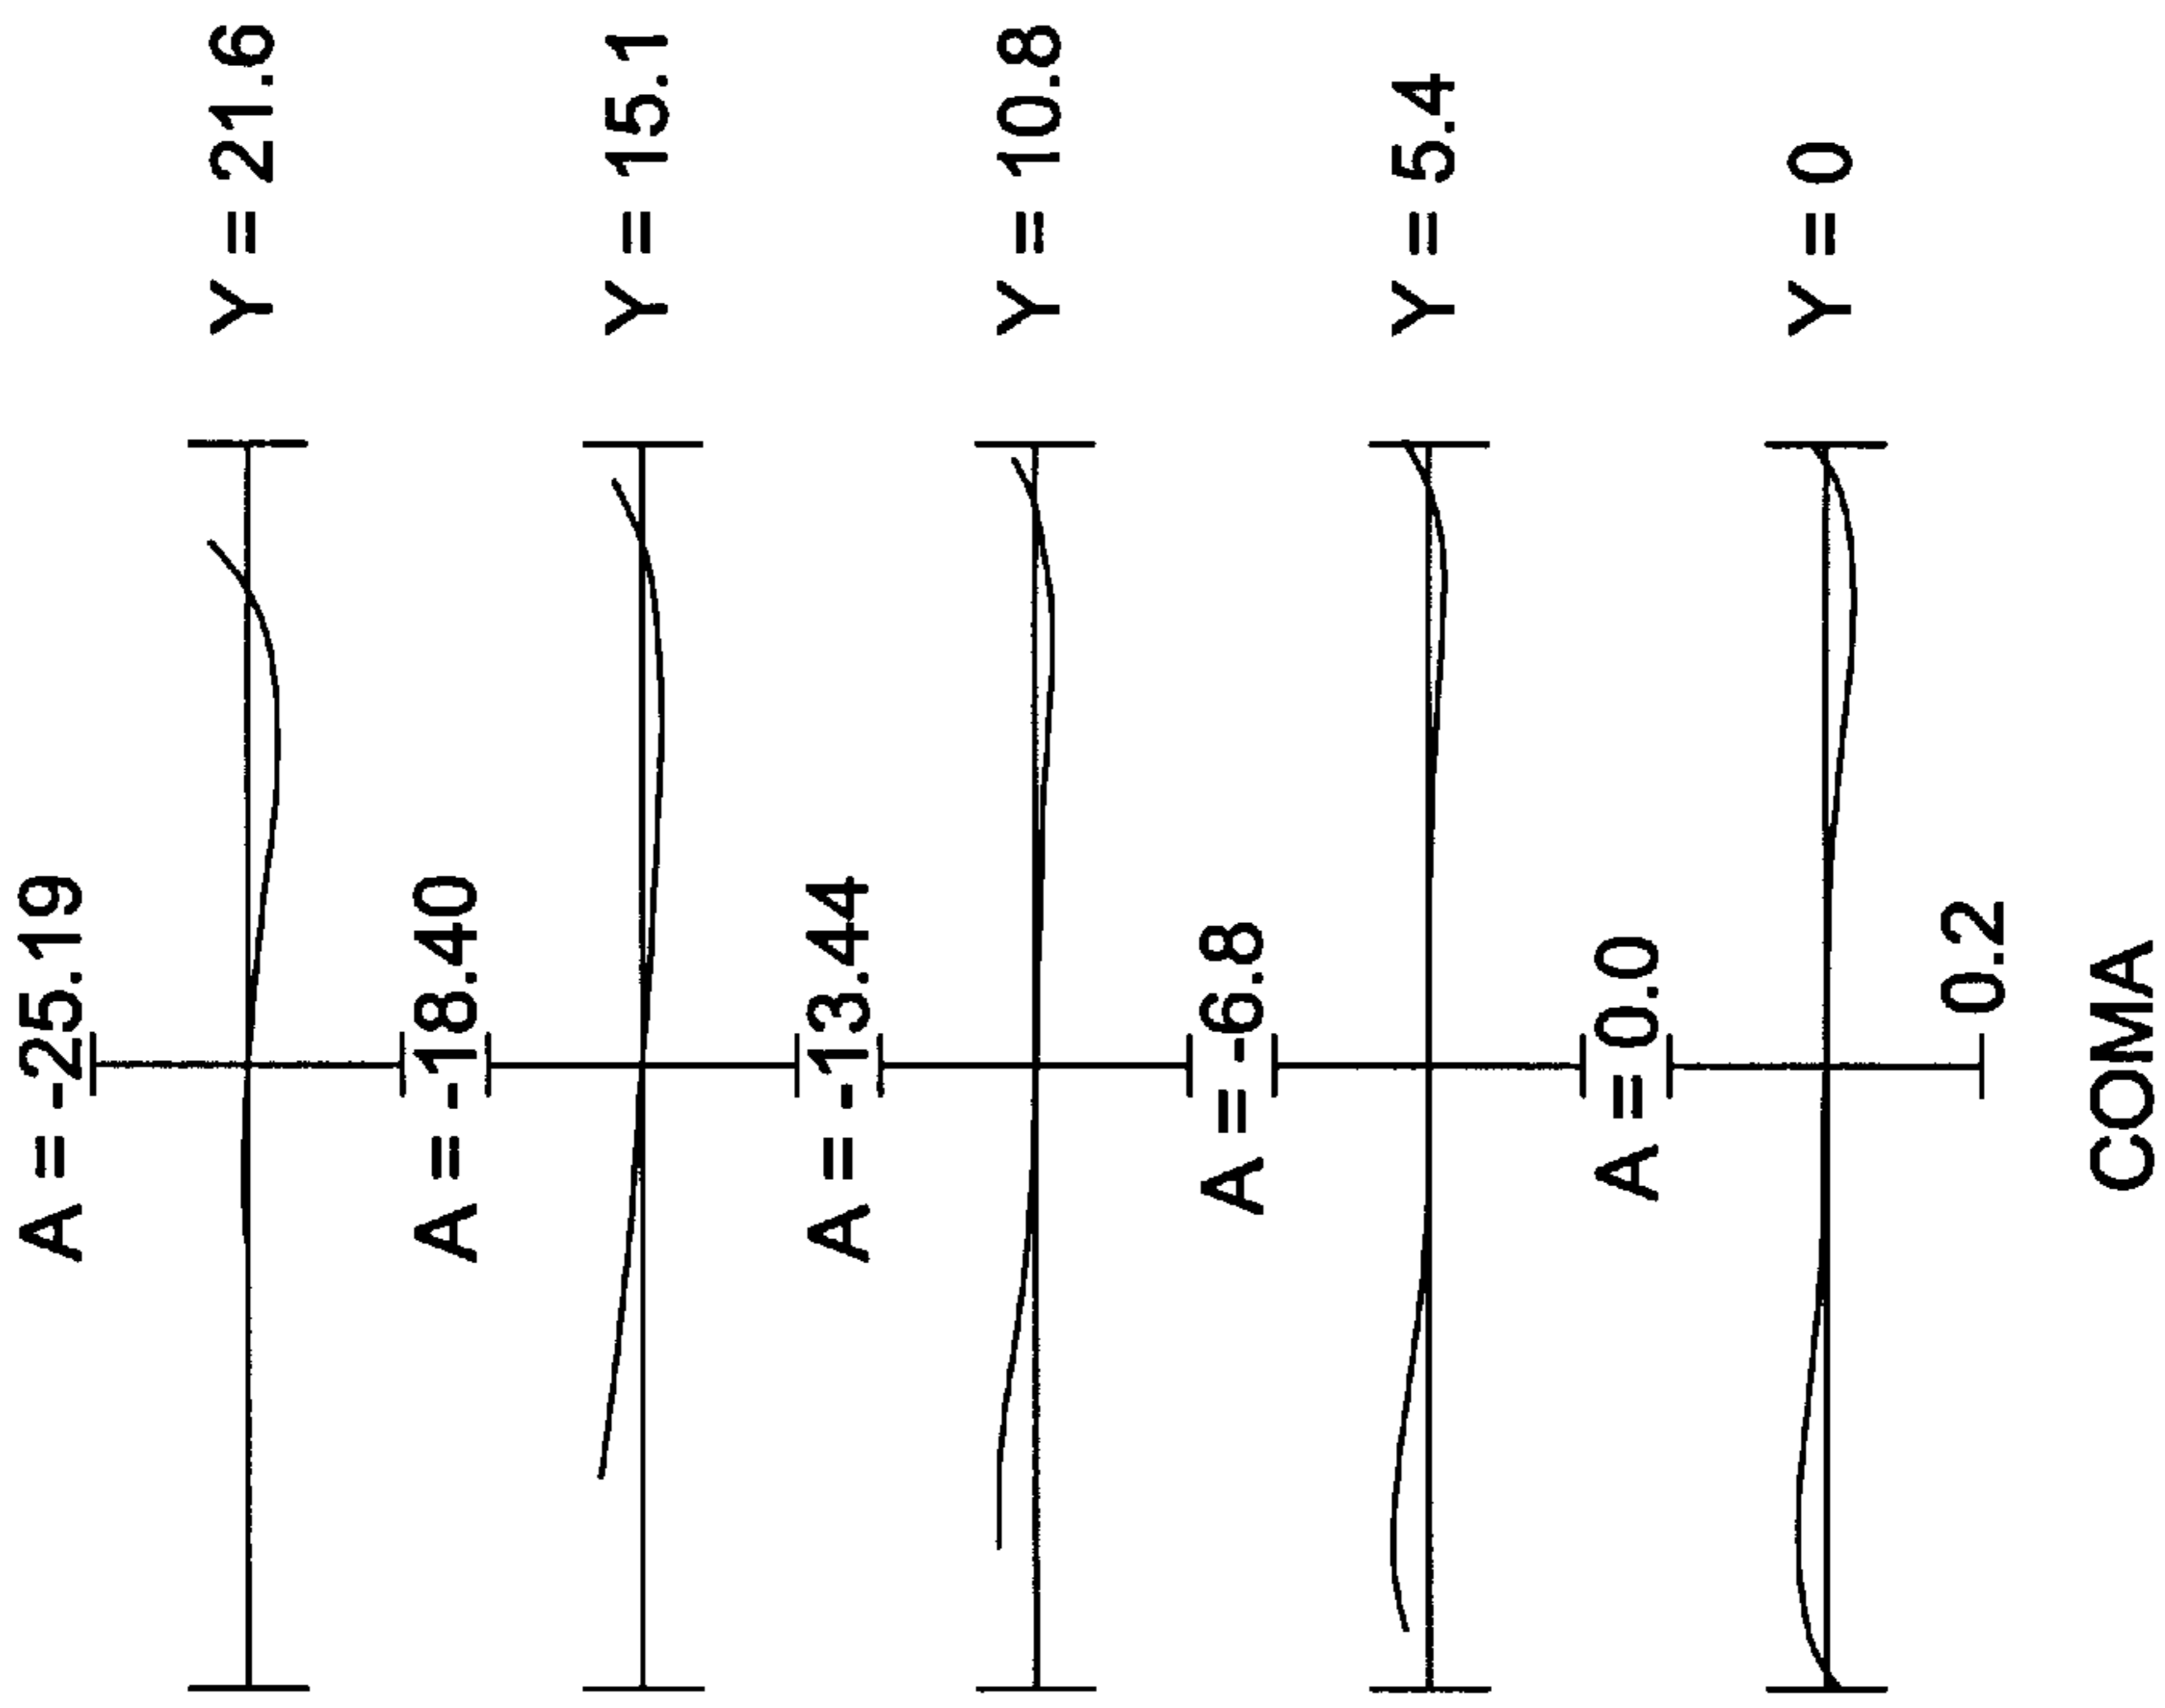 A = -25.19
Y = 21.6
A = -18.40
Y = 15.1
A = -13.44
Y = 10.8
A = -6.8
Y = 5.4
A = 0.0
Y = 0
0.2
COMA